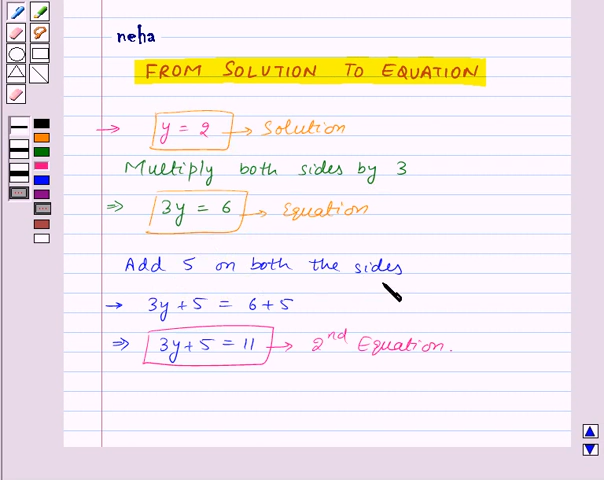 neha
FROM SOLUTION TO EQUATION
→ y = 2 → Solution
Multiply both sides by 3
⇒ 3y = 6 → Equation
Add 5 on both the sides
→ 3y + 5 = 6 + 5
⇒ 3y + 5 = 11 → 2nd Equation.